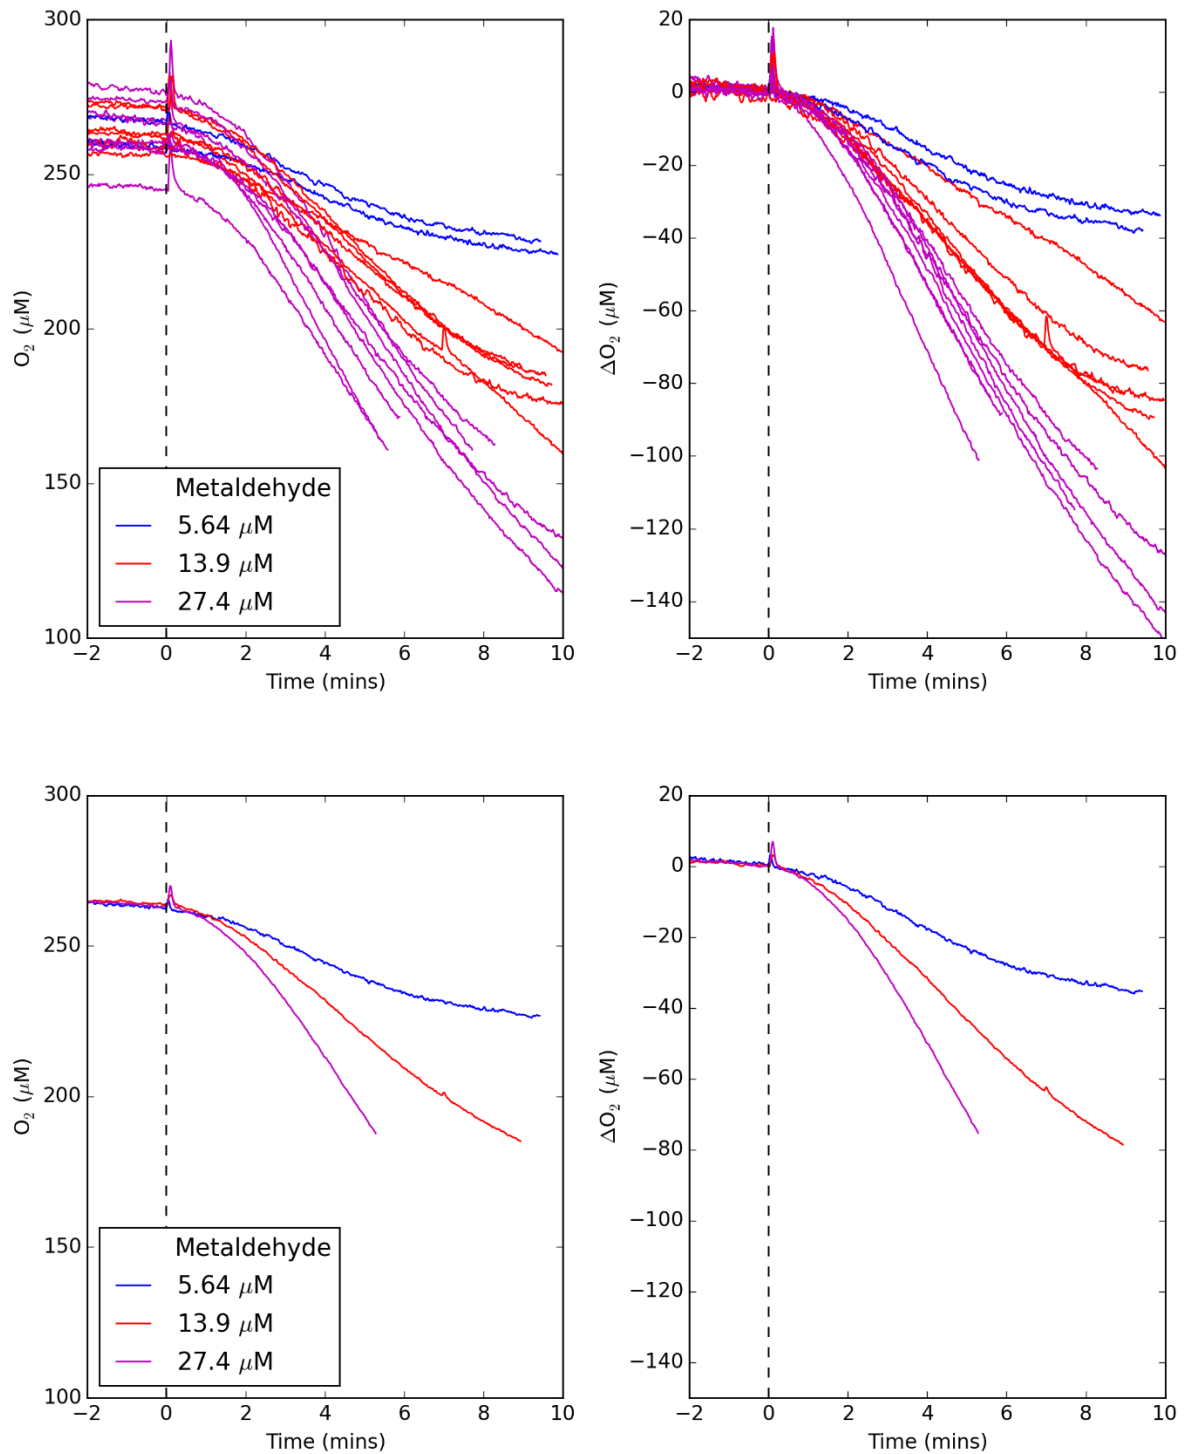 300
250
200
150
100
O₂ (μM)
Metaldehyde
5.64 μM
13.9 μM
27.4 μM
−2 0 2 4 6 8 10
Time (mins)
20
0
−20
−40
−60
−80
−100
−120
−140
ΔO₂ (μM)
−2 0 2 4 6 8 10
Time (mins)
300
250
200
150
100
O₂ (μM)
Metaldehyde
5.64 μM
13.9 μM
27.4 μM
−2 0 2 4 6 8 10
Time (mins)
20
0
−20
−40
−60
−80
−100
−120
−140
ΔO₂ (μM)
−2 0 2 4 6 8 10
Time (mins)